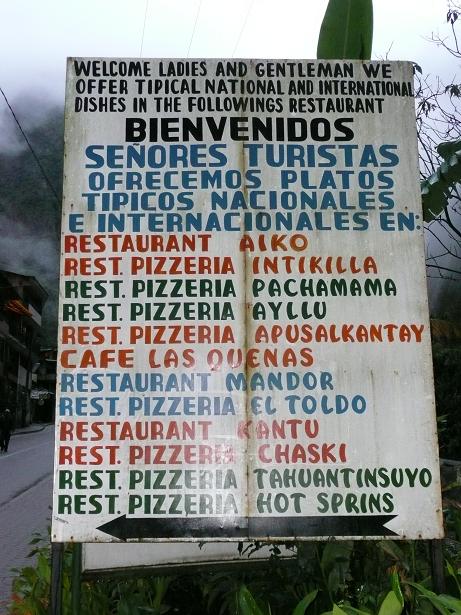 WELCOME LADIES AND GENTLEMAN WE
OFFER TIPICAL NATIONAL AND INTERNATIONAL
DISHES IN THE FOLLOWINGS RESTAURANT
BIENVENIDOS
SEÑORES TURISTAS
OFRECEMOS PLATOS
TIPICOS NACIONALES
E INTERNACIONALES EN:
RESTAURANT AIKO
REST. PIZZERIA INTIKILLA
REST. PIZZERIA PACHAMAMA
REST. PIZZERIA AYLLU
REST. PIZZERIA APUSALKANTAY
CAFE LAS QUENAS
RESTAURANT MANDOR
REST. PIZZERIA EL TOLDO
RESTAURANT KANTU
REST. PIZZERIA CHASKI
REST. PIZZERIA TAHUANTINSUYO
REST. PIZZERIA HOT SPRINS